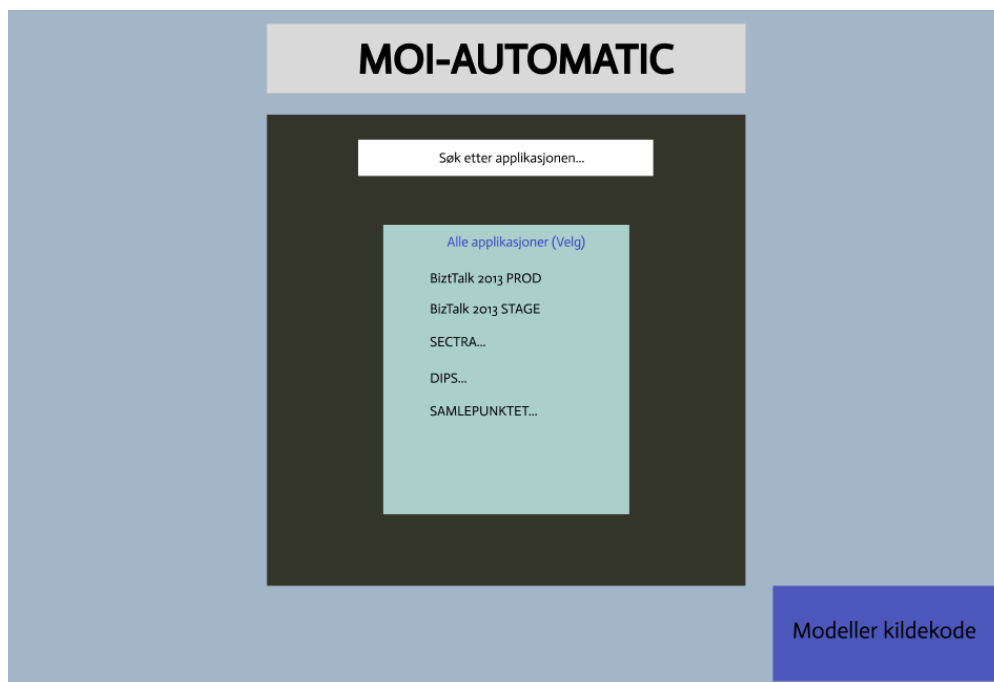 MOI-AUTOMATIC
Søk etter applikasjonen...
Alle applikasjoner (Velg)
BiztTalk 2013 PROD
BizTalk 2013 STAGE
SECTRA...
DIPS...
SAMLEPUNKTET...
Modeller kildekode